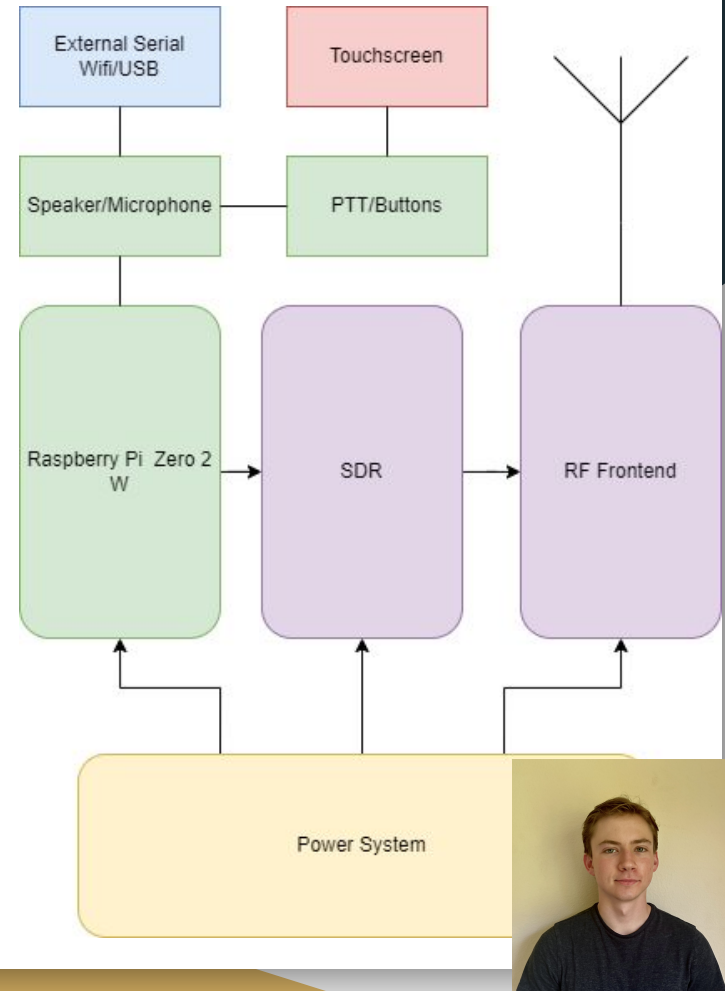 External Serial
Wifi/USB
Touchscreen
Speaker/Microphone
PTT/Buttons
Raspberry Pi Zero 2
W
SDR
RF Frontend
Power System